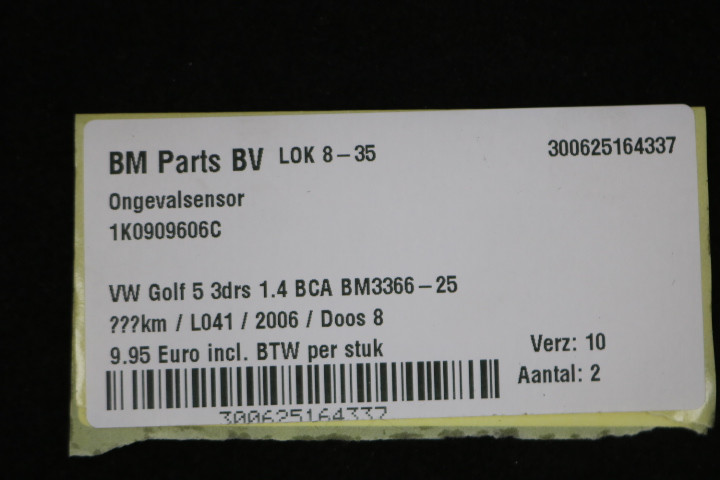 BM Parts BV LOK 8-35 300625164337
Ongevalsensor
1K0909606C
VW Golf 5 3drs 1.4 BCA BM3366-25
???km / L041 / 2006 / Doos 8
9.95 Euro incl. BTW per stuk Verz: 10
Aantal: 2
300625164337